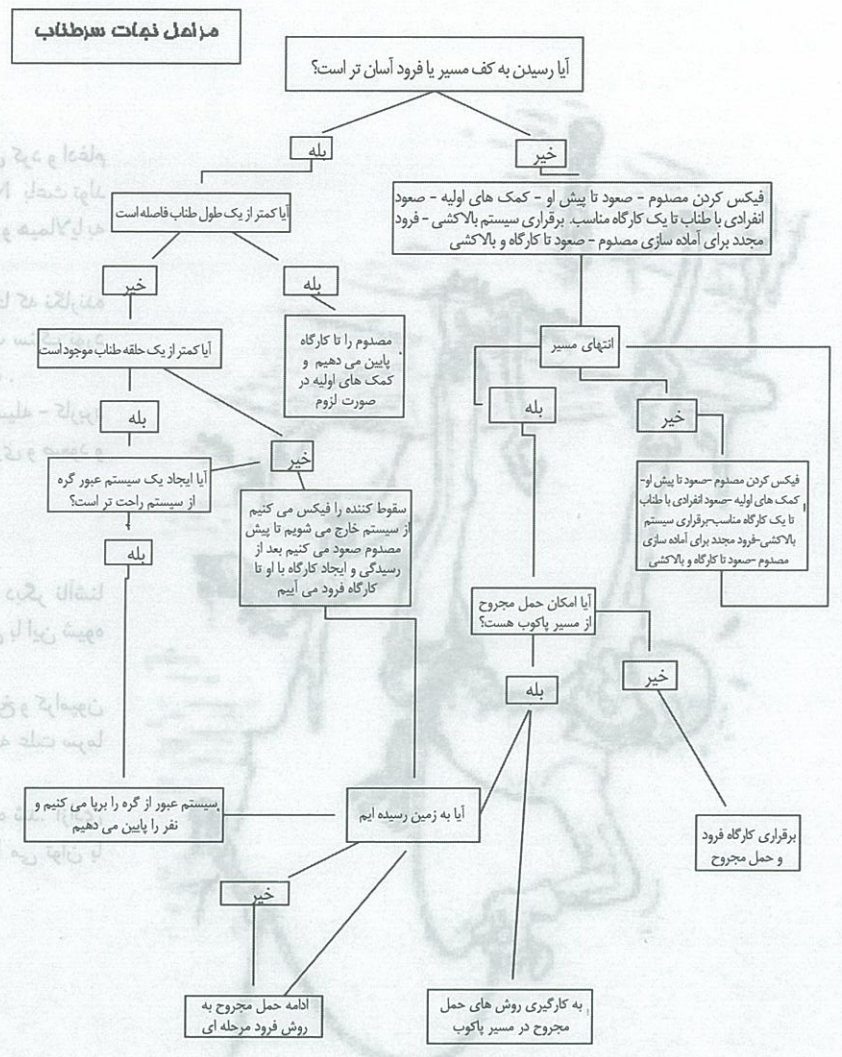 مراحل نجات سرطناب
آیا رسیدن به کف مسیر یا فرود آسان تر است؟
بله
خیر
آیا کمتر از یک طول طناب فاصله است
فیکس کردن مصدوم - صعود تا پیش او - کمک های اولیه - صعود
انفرادی با طناب تا یک کارگاه مناسب. برقراری سیستم بالاکشی - فرود
مجدد برای آماده سازی مصدوم - صعود تا کارگاه و بالاکشی
خیر
بله
آیا کمتر از یک حلقه طناب موجود است
مصدوم را تا کارگاه
پایین می دهیم و
کمک های اولیه در
صورت لزوم
انتهای مسیر
بله
خیر
بله
خیر
آیا ایجاد یک سیستم عبور گره
از سیستم راحت تر است؟
سقوط کننده را فیکس می کنیم
از سیستم خارج می شویم تا پیش
مصدوم صعود می کنیم بعد از
رسیدگی و ایجاد کارگاه با او تا
کارگاه فرود می آییم
فیکس کردن مصدوم -صعود تا پیش او-
کمک های اولیه -صعود انفرادی با طناب
تا یک کارگاه مناسب-برقراری سیستم
بالاکشی-فرود مجدد برای آماده سازی
مصدوم -صعود تا کارگاه و بالاکشی
بله
آیا امکان حمل مجروح
از مسیر پاکوب هست؟
بله
خیر
سیستم عبور از گره را برپا می کنیم و
نفر را پایین می دهیم
آیا به زمین رسیده ایم
برقراری کارگاه فرود
و حمل مجروح
خیر
ادامه حمل مجروح به
روش فرود مرحله ای
به کارگیری روش های حمل
مجروح در مسیر پاکوب